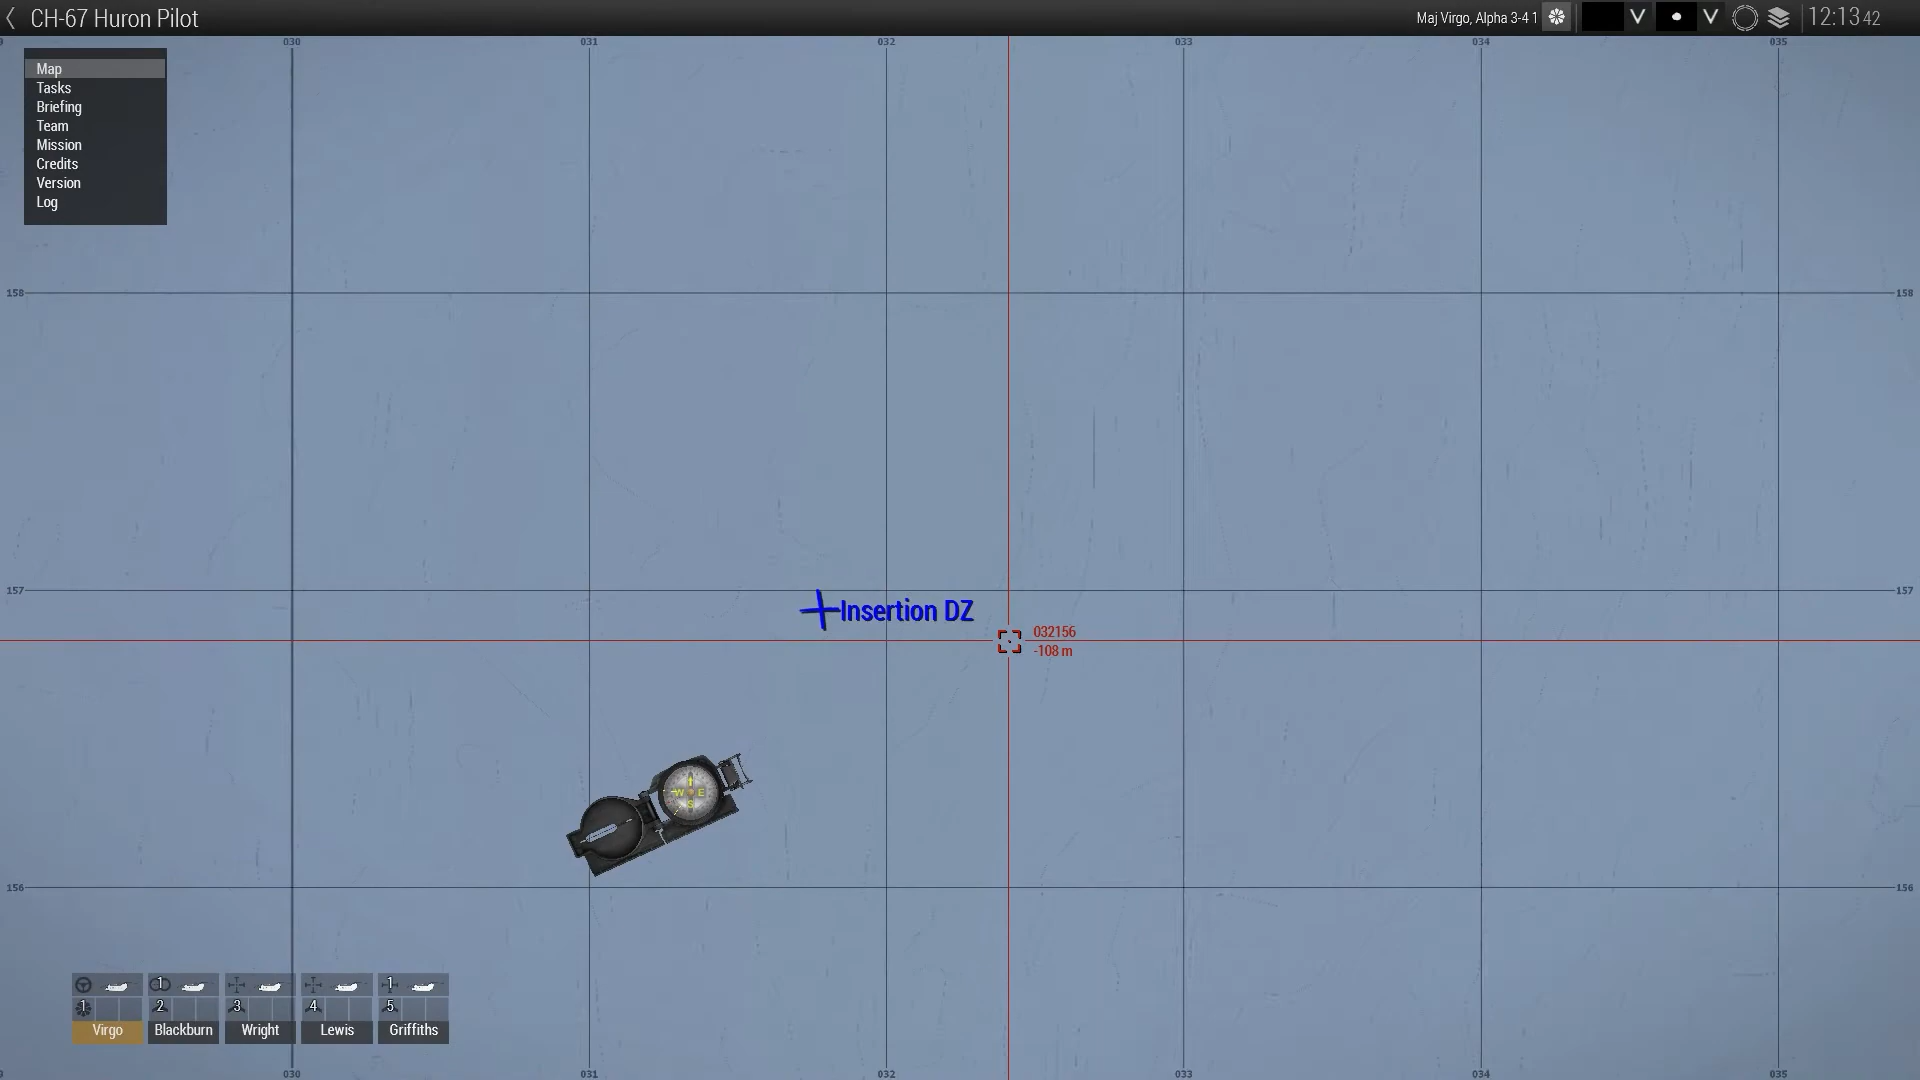 CH-67 Huron Pilot
Maj Virgo, Alpha 3-4 1
12:13 42
030 031 032 033 034 035
Map
Tasks
Briefing
Team
Mission
Credits
Version
Log
158 158
157 157
Insertion DZ
032156
-108 m
W E
S
156 156
1 1
1 2 3 4 5
Virgo Blackburn Wright Lewis Griffiths
030 031 032 033 034 035